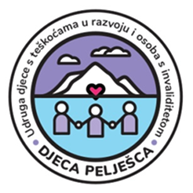 Udruga djece s teškoćama u razvoju i osoba s invaliditetom
DJECA PELJEŠCA